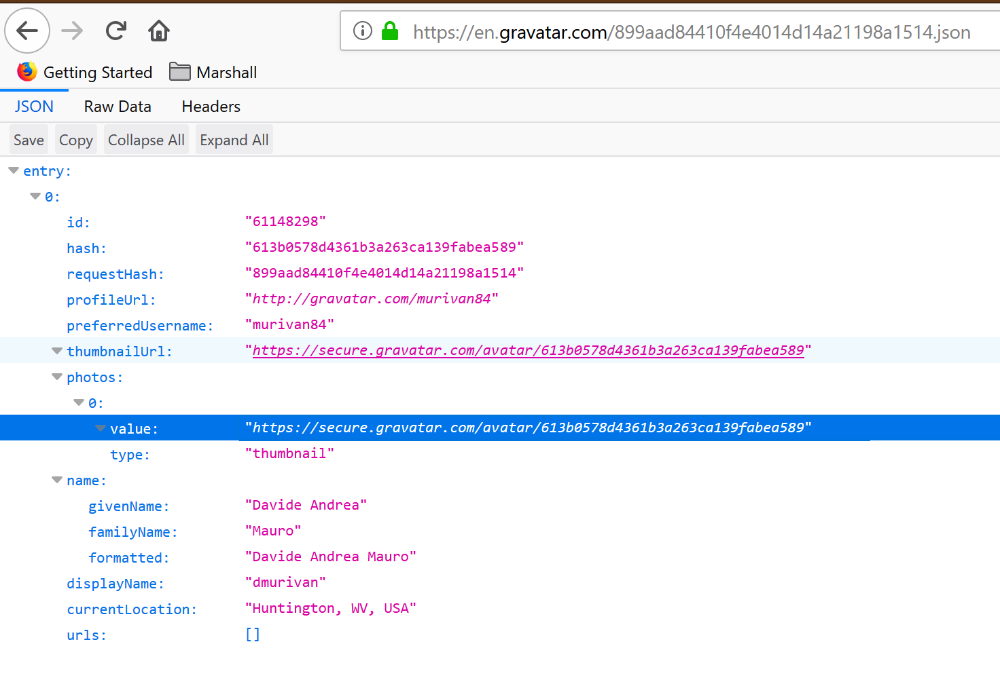 https://en.gravatar.com/899aad84410f4e4014d14a21198a1514.json
Getting Started Marshall
JSON Raw Data Headers
Save Copy Collapse All Expand All
entry:
0:
id: "61148298"
hash: "613b0578d4361b3a263ca139fabea589"
requestHash: "899aad84410f4e4014d14a21198a1514"
profileUrl: "http://gravatar.com/murivan84"
preferredUsername: "murivan84"
thumbnailUrl: "https://secure.gravatar.com/avatar/613b0578d4361b3a263ca139fabea589"
photos:
0:
value: "https://secure.gravatar.com/avatar/613b0578d4361b3a263ca139fabea589"
type: "thumbnail"
name:
givenName: "Davide Andrea"
familyName: "Mauro"
formatted: "Davide Andrea Mauro"
displayName: "dmurivan"
currentLocation: "Huntington, WV, USA"
urls: []